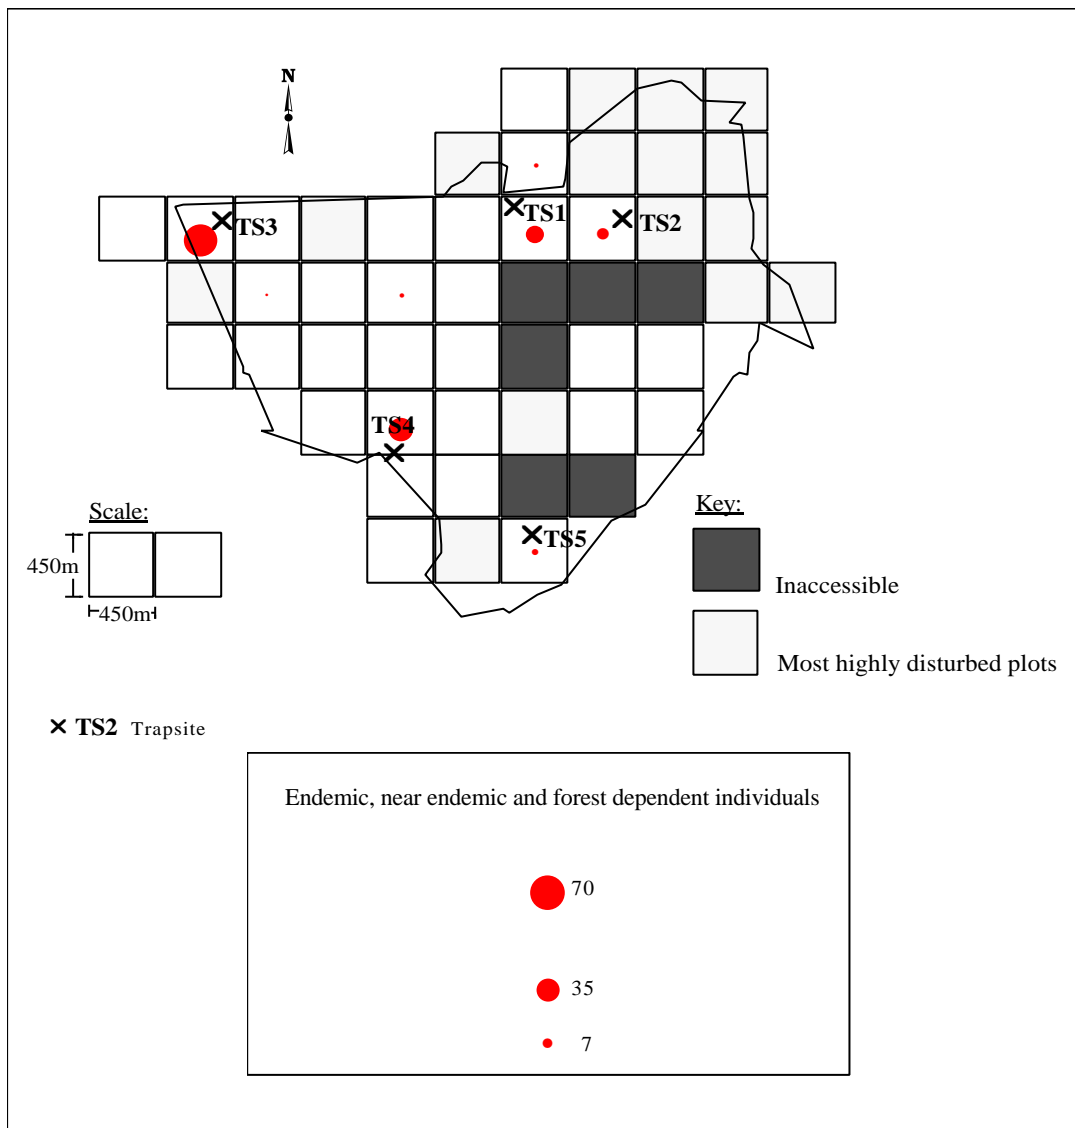 N
TS1
TS2
TS3
TS4
Scale:
450m
450m
TS5
Key:
Inaccessible
Most highly disturbed plots
TS2 Trapsite
Endemic, near endemic and forest dependent individuals
70
35
7